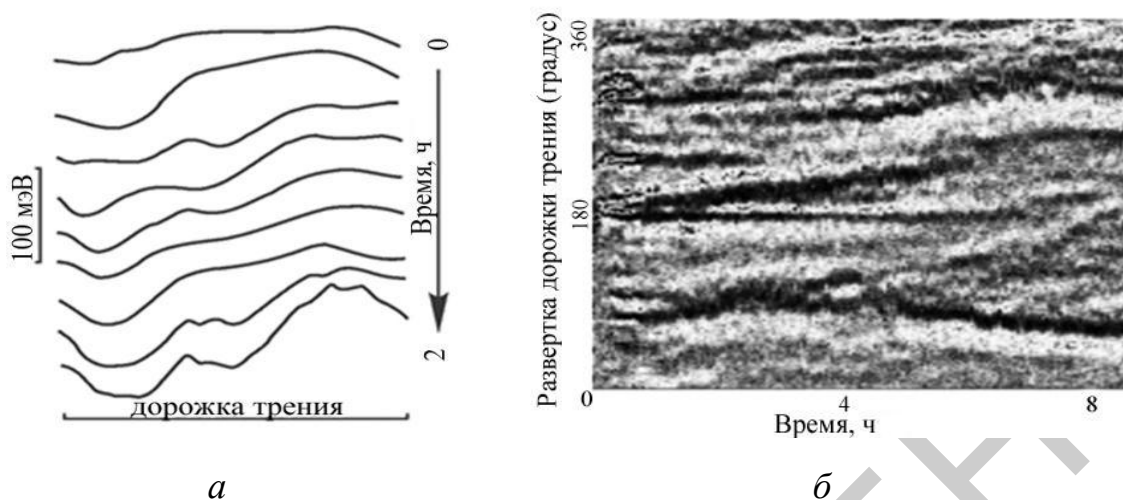 100 мэВ
0
Время, ч
2
дорожка трения
а
Развертка дорожки трения (градус)
360
180
0
4
8
Время, ч
б